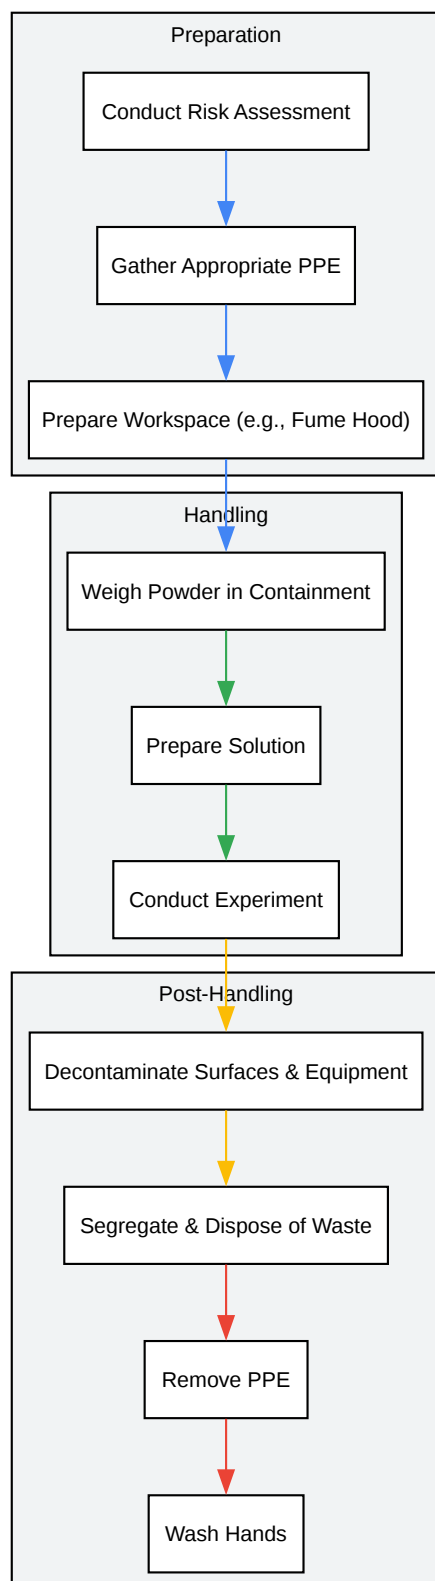 Preparation
Conduct Risk Assessment
Gather Appropriate PPE
Prepare Workspace (e.g., Fume Hood)
Handling
Weigh Powder in Containment
Prepare Solution
Conduct Experiment
Post-Handling
Decontaminate Surfaces & Equipment
Segregate & Dispose of Waste
Remove PPE
Wash Hands